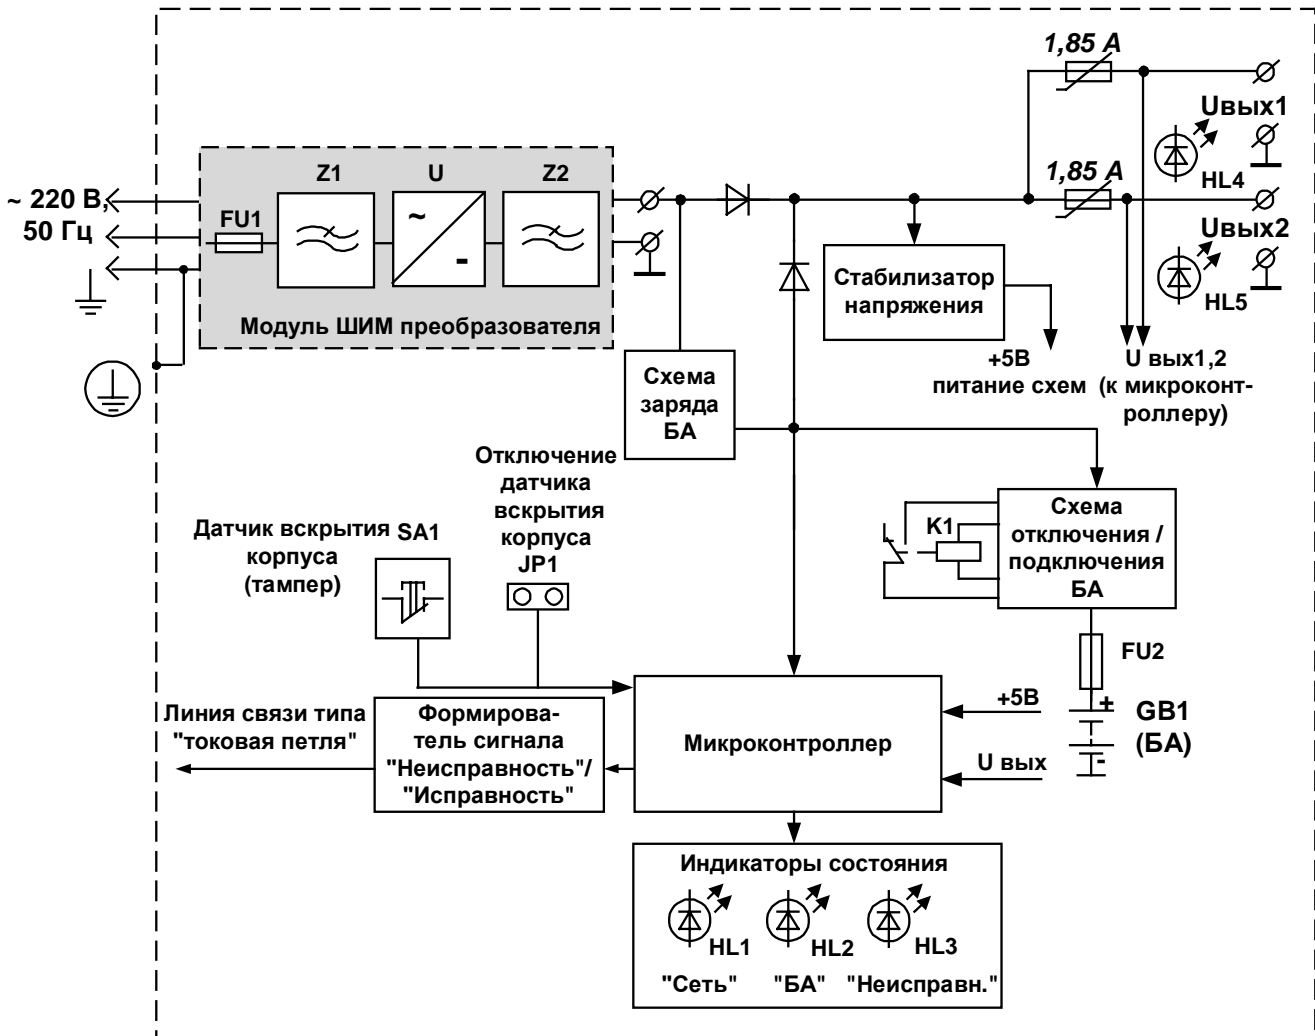 1,85 А
Uвых1
HL4
1,85 А
Uвых2
HL5
~ 220 В,
50 Гц
Z1
U
Z2
FU1
~
-
Модуль ШИМ преобразователя
Стабилизатор
напряжения
+5В
питание схем
U вых1,2
(к микроконт-
роллеру)
Схема
заряда
БА
Отключение
датчика
вскрытия
корпуса
JP1
Датчик вскрытия
корпуса
(тампер)
SA1
K1
Схема
отключения /
подключения
БА
FU2
+
-
GB1
(БА)
Линия связи типа
"токовая петля"
Формирова-
тель сигнала
"Неисправность"/
"Исправность"
Микроконтроллер
+5В
U вых
Индикаторы состояния
HL1
HL2
HL3
"Сеть"
"БА"
"Неисправн."